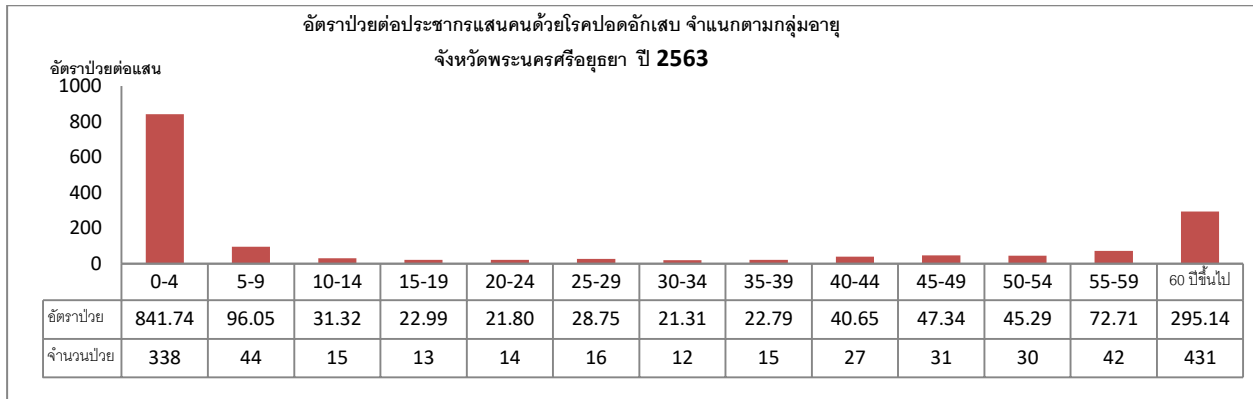 อัตราป่วยต่อประชากรแสนคนด้วยโรคปอดอักเสบ จำแนกตามกลุ่มอายุ
จังหวัดพระนครศรีอยุธยา ปี 2563
อัตราป่วยต่อแสน
1000
800
600
400
200
0
0-4 5-9 10-14 15-19 20-24 25-29 30-34 35-39 40-44 45-49 50-54 55-59 60 ปีขึ้นไป
อัตราป่วย 841.74 96.05 31.32 22.99 21.80 28.75 21.31 22.79 40.65 47.34 45.29 72.71 295.14
จำนวนป่วย 338 44 15 13 14 16 12 15 27 31 30 42 431